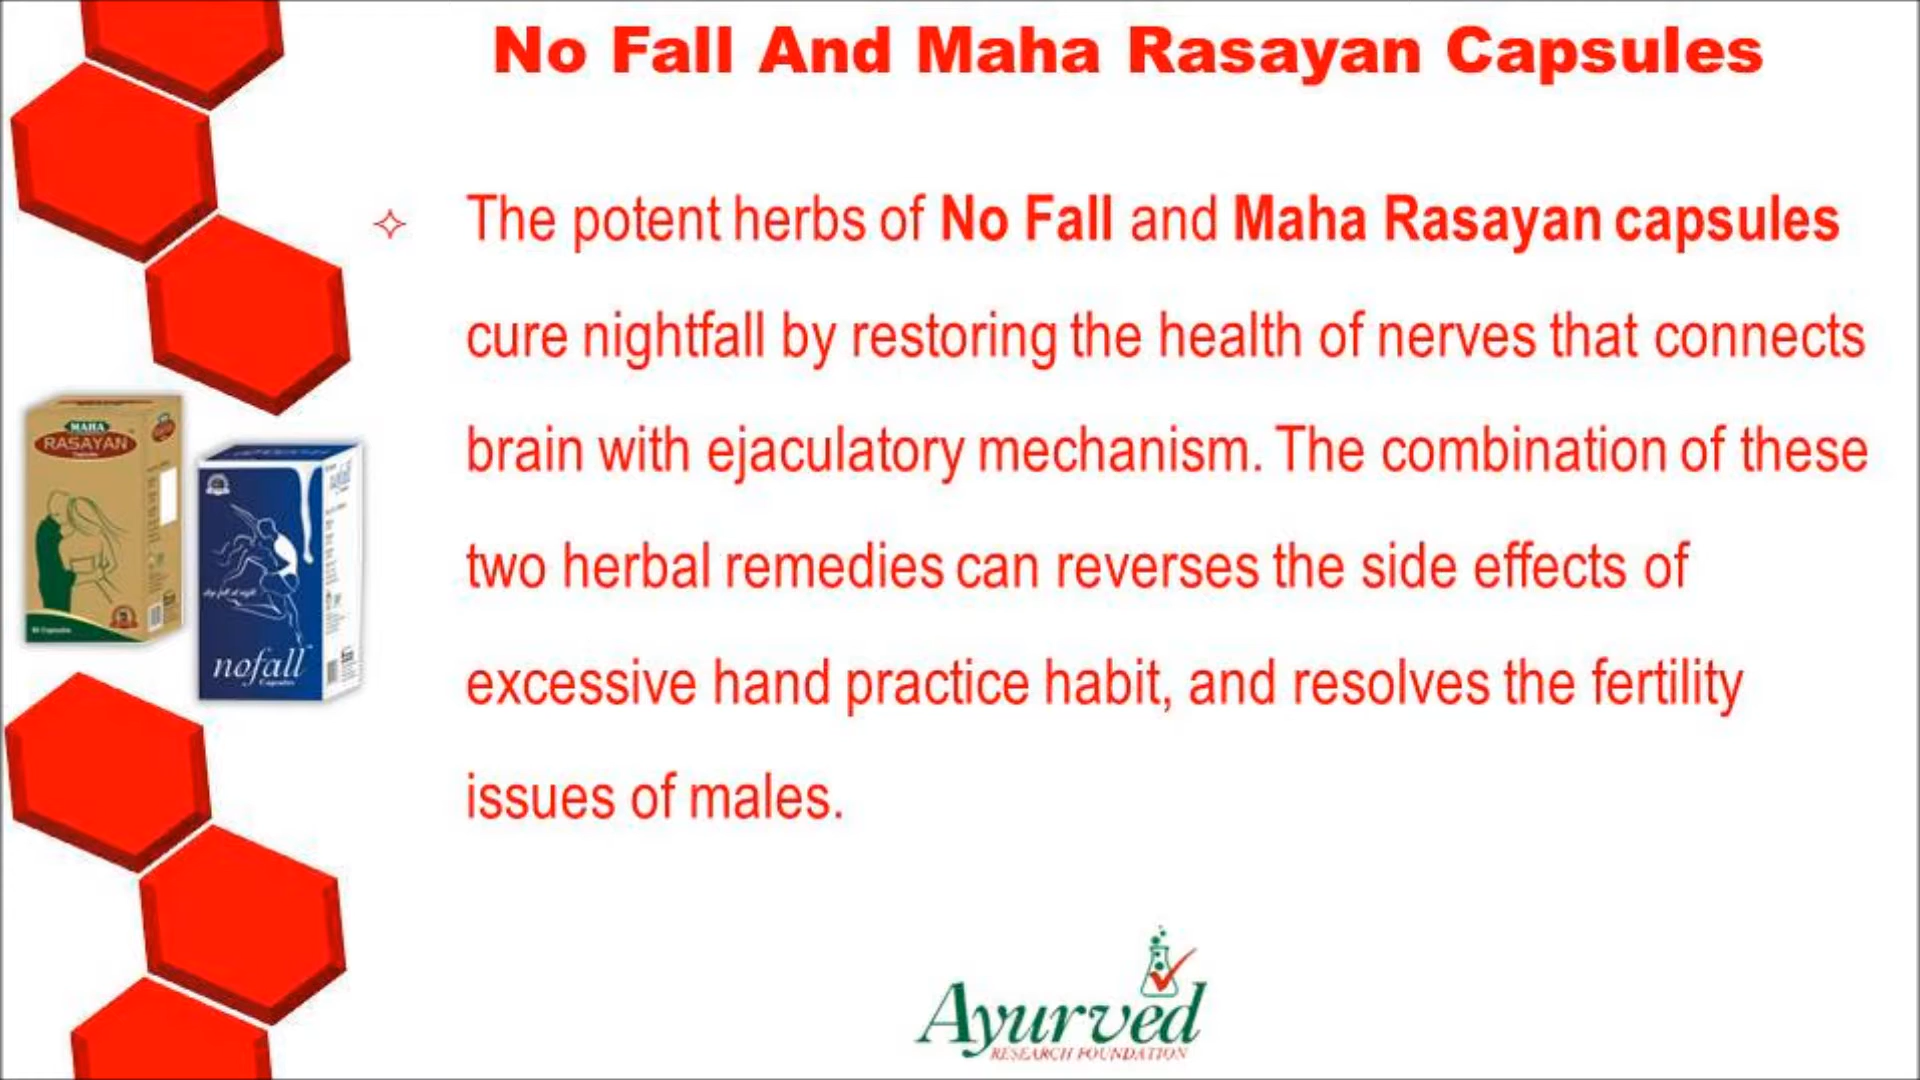 No Fall And Maha Rasayan Capsules
The potent herbs of No Fall and Maha Rasayan capsules
cure nightfall by restoring the health of nerves that connects
brain with ejaculatory mechanism. The combination of these
two herbal remedies can reverses the side effects of
excessive hand practice habit, and resolves the fertility
issues of males.
MAHA
RASAYAN
Capsules
nofall
Capsules
Ayurved
RESEARCH FOUNDATION